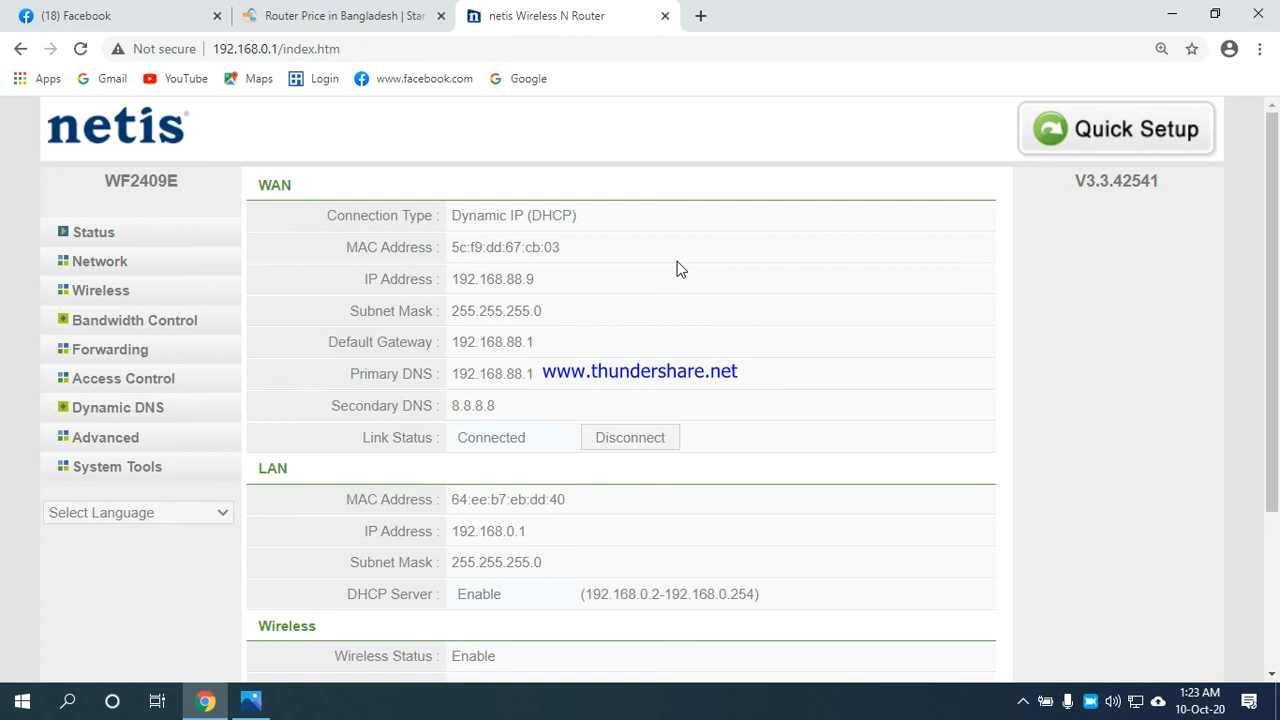 (18) Facebook
Router Price in Bangladesh | Star
netis Wireless N Router
Not secure
192.168.0.1/index.htm
Apps
Gmail
YouTube
Maps
Login
www.facebook.com
Google
netis
Quick Setup
WF2409E
V3.3.42541
Status
Network
Wireless
Bandwidth Control
Forwarding
Access Control
Dynamic DNS
Advanced
System Tools
Select Language
WAN
Connection Type : Dynamic IP (DHCP)
MAC Address : 5c:f9:dd:67:cb:03
IP Address : 192.168.88.9
Subnet Mask : 255.255.255.0
Default Gateway : 192.168.88.1
Primary DNS : 192.168.88.1
www.thundershare.net
Secondary DNS : 8.8.8.8
Link Status : Connected Disconnect
LAN
MAC Address : 64:ee:b7:eb:dd:40
IP Address : 192.168.0.1
Subnet Mask : 255.255.255.0
DHCP Server : Enable (192.168.0.2-192.168.0.254)
Wireless
Wireless Status : Enable
1:23 AM
10-Oct-20